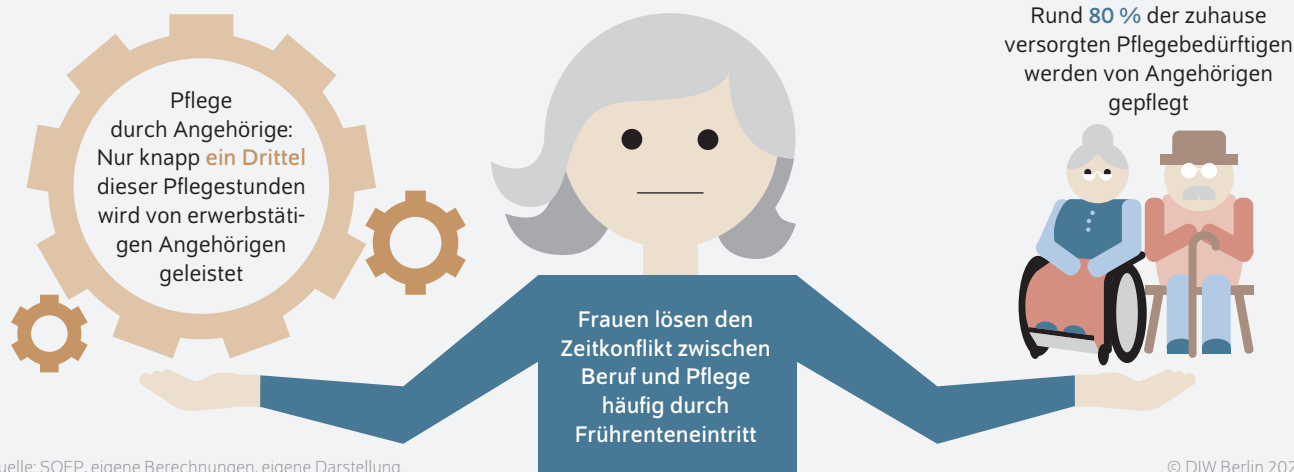 Pflege
durch Angehörige:
Nur knapp ein Drittel
dieser Pflegestunden
wird von erwerbstäti-
gen Angehörigen
geleistet
Frauen lösen den
Zeitkonflikt zwischen
Beruf und Pflege
häufig durch
Frührenteneintritt
Rund 80 % der zuhause
versorgten Pflegebedürftigen
werden von Angehörigen
gepflegt
SOEP, eigene Berechnungen, eigene Darstellung.
© DIW Berlin